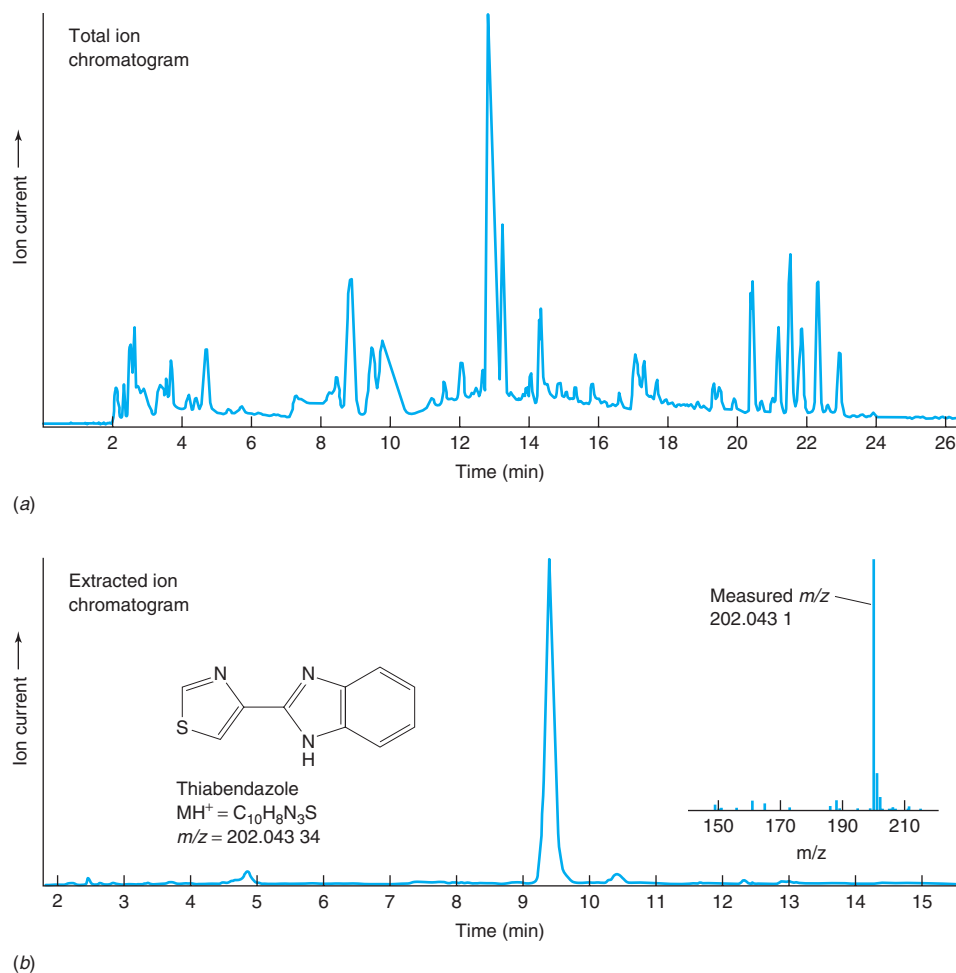 Total ion
chromatogram
Ion current
2 4 6 8 10 12 14 16 18 20 22 24 26
Time (min)
(a)
Extracted ion
chromatogram
Ion current
Measured m/z
202.043 1
N
S
N
N
H
Thiabendazole
MH⁺ = C₁₀H₈N₃S
m/z = 202.043 34
150 170 190 210
m/z
2 3 4 5 6 7 8 9 10 11 12 13 14 15
Time (min)
(b)